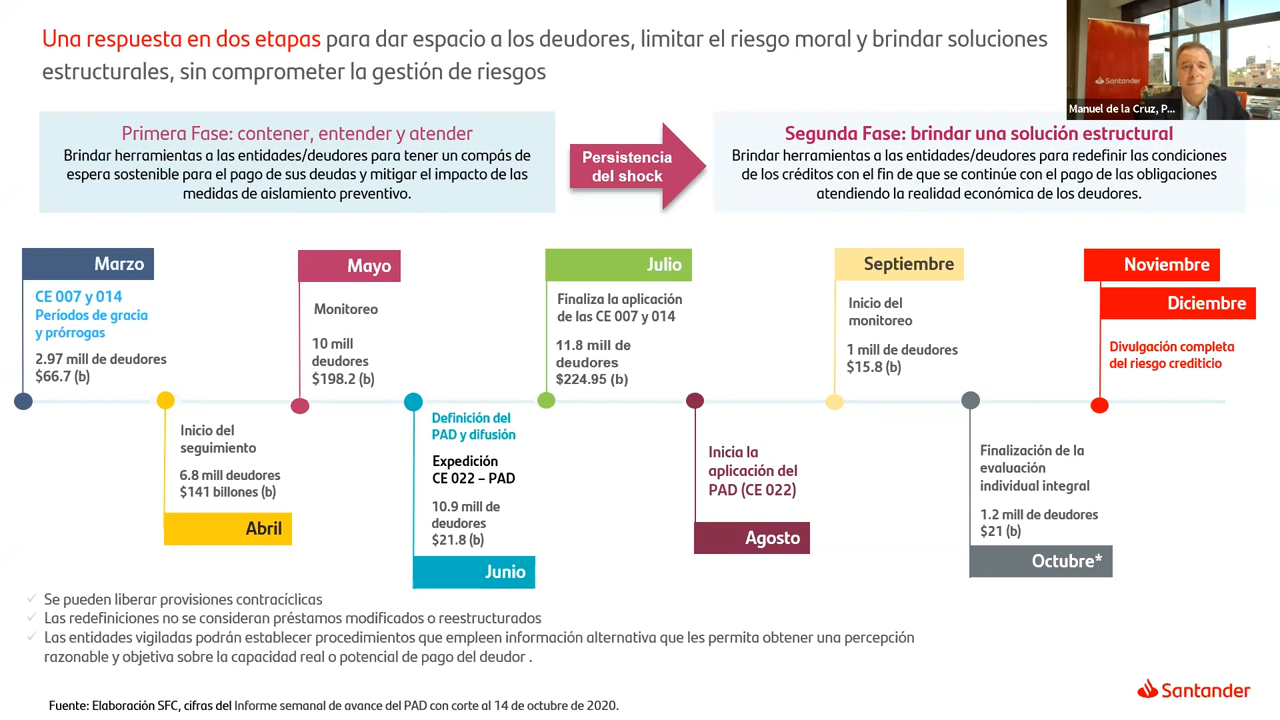 Una respuesta en dos etapas para dar espacio a los deudores, limitar el riesgo moral y brindar soluciones
estructurales, sin comprometer la gestión de riesgos
Santander
Manuel de la Cruz, P...
Primera Fase: contener, entender y atender
Brindar herramientas a las entidades/deudores para tener un compás de
espera sostenible para el pago de sus deudas y mitigar el impacto de las
medidas de aislamiento preventivo.
Persistencia
del shock
Segunda Fase: brindar una solución estructural
Brindar herramientas a las entidades/deudores para redefinir las condiciones
de los créditos con el fin de que se continúe con el pago de las obligaciones
atendiendo la realidad económica de los deudores.
Marzo
CE 007 y 014
Períodos de gracia
y prórrogas
2.97 mill de deudores
$66.7 (b)
Inicio del
seguimiento
6.8 mill deudores
$141 billones (b)
Abril
Mayo
Monitoreo
10 mill
deudores
$198.2 (b)
Definición del
PAD y difusión
Expedición
CE 022 – PAD
10.9 mill de
deudores
$21.8 (b)
Junio
Julio
Finaliza la aplicación
de las CE 007 y 014
11.8 mill de
deudores
$224.95 (b)
Inicia la
aplicación del
PAD (CE 022)
Agosto
Septiembre
Inicio del
monitoreo
1 mill de deudores
$15.8 (b)
Finalización de la
evaluación
individual integral
1.2 mill de deudores
$21 (b)
Octubre*
Noviembre
Diciembre
Divulgación completa
del riesgo crediticio
Se pueden liberar provisiones contracíclicas
Las redefiniciones no se consideran préstamos modificados o reestructurados
Las entidades vigiladas podrán establecer procedimientos que empleen información alternativa que les permita obtener una percepción
razonable y objetiva sobre la capacidad real o potencial de pago del deudor .
Fuente: Elaboración SFC, cifras del Informe semanal de avance del PAD con corte al 14 de octubre de 2020.
Santander